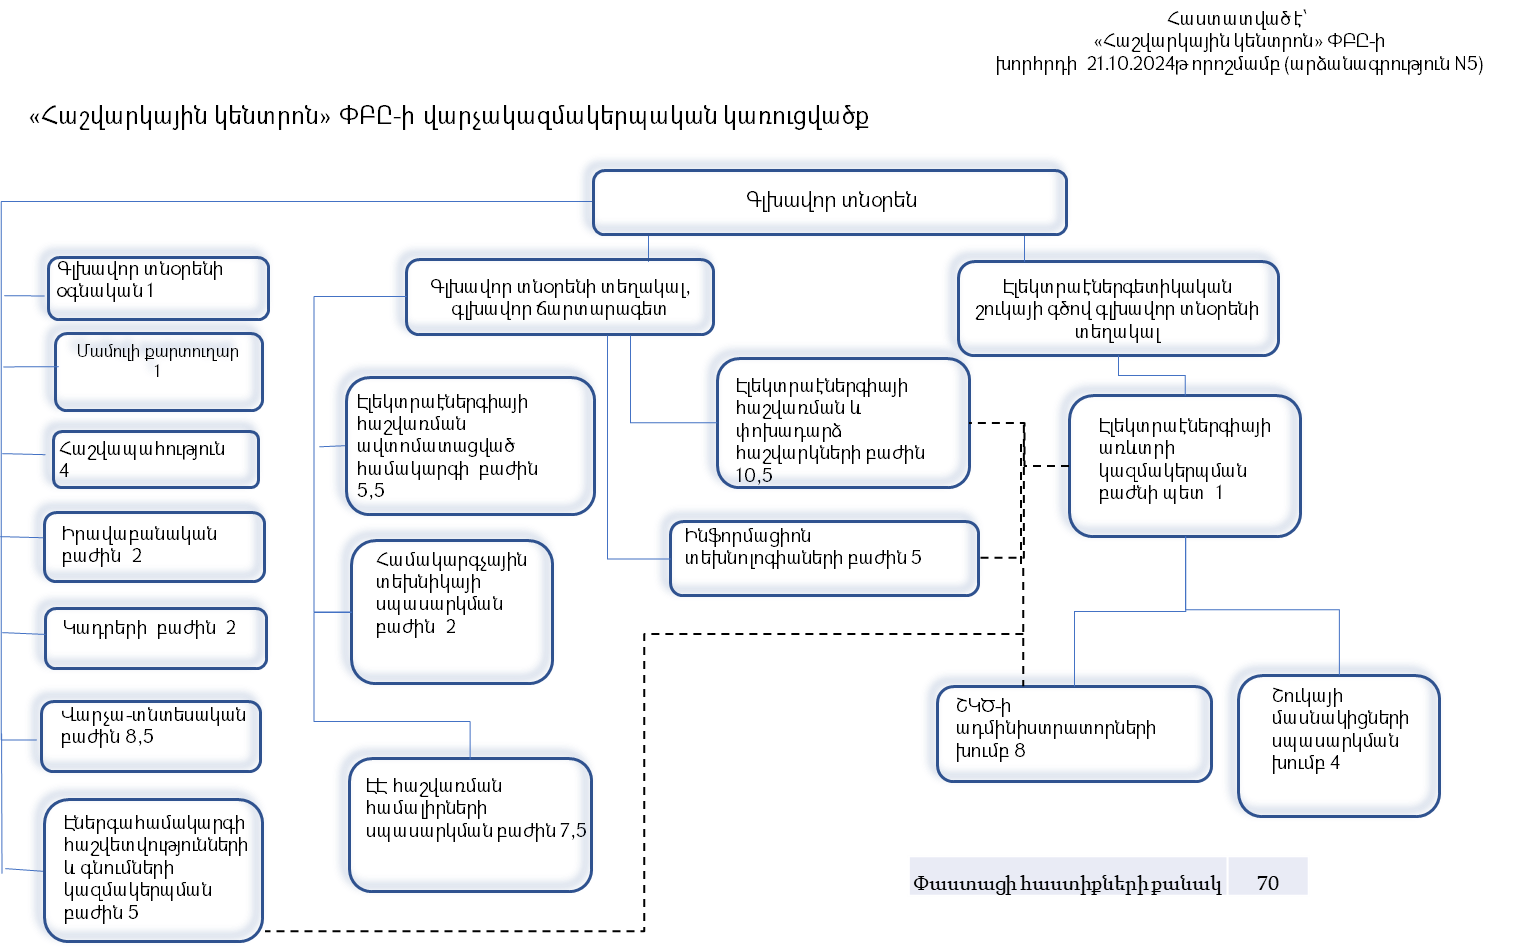 Հաստատված է՝
«Հաշվարկային կենտրոն» ՓԲԸ-ի
խորհրդի 21.10.2024թ որոշմամբ (արձանագրություն N5)
«Հաշվարկային կենտրոն» ՓԲԸ-ի վարչակազմակերպական կառուցվածք
Գլխավոր տնօրեն
Գլխավոր տնօրենի
օգնական 1
Մամուլի քարտուղար
1
Հաշվապահություն
4
Իրավաբանական
բաժին 2
Կադրերի բաժին 2
Վարչա-տնտեսական
բաժին 8,5
Էներգահամակարգի
հաշվետվությունների
և գնումների
կազմակերպման
բաժին 5
Գլխավոր տնօրենի տեղակալ,
գլխավոր ճարտարագետ
Էլեկտրաէներգիայի
հաշվառման
ավտոմատացված
համակարգի բաժին
5,5
Համակարգչային
տեխնիկայի
սպասարկման
բաժին 2
ԷԷ հաշվառման
համալիրների
սպասարկման բաժին 7,5
Էլեկտրաէներգիայի
հաշվառման և
փոխադարձ
հաշվարկների բաժին
10,5
Ինֆորմացիոն
տեխնոլոգիաների բաժին 5
Էլեկտրաէներգետիկական
շուկայի գծով գլխավոր տնօրենի
տեղակալ
Էլեկտրաէներգիայի
առևտրի
կազմակերպման
բաժնի պետ 1
ՇԿԾ-ի
ադմինիստրատորների
խումբ 8
Շուկայի
մասնակիցների
սպասարկման
խումբ 4
Փաստացի հաստիքների քանակ 70